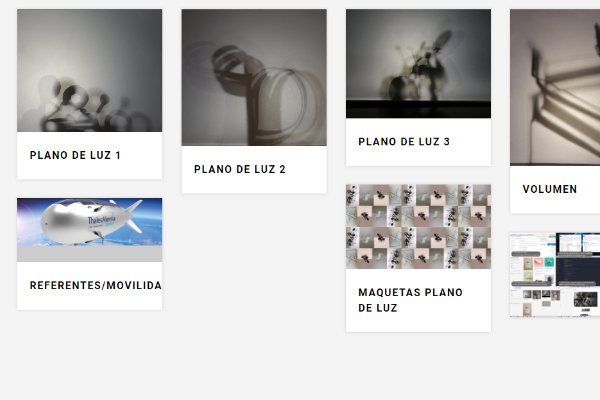 PLANO DE LUZ 1
PLANO DE LUZ 2
PLANO DE LUZ 3
VOLUMEN
ThalesAlenia
REFERENTES/MOVILIDA
MAQUETAS PLANO
DE LUZ